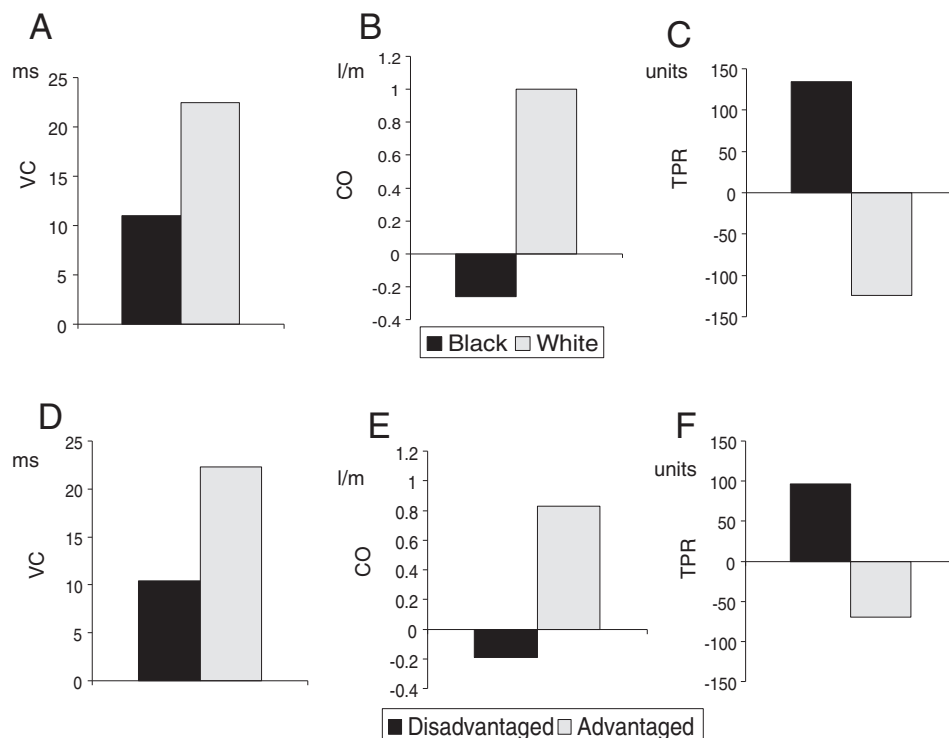 A
B
C
ms
l/m
units
25
20
15
10
5
0
VC
1.2
1
0.8
0.6
0.4
0.2
0
-0.2
-0.4
CO
150
100
50
0
-50
-100
-150
TPR
Black White
D
E
F
ms
l/m
units
25
20
15
10
5
0
VC
1.2
1
0.8
0.6
0.4
0.2
0
-0.2
-0.4
CO
150
100
50
0
-50
-100
-150
TPR
Disadvantaged Advantaged